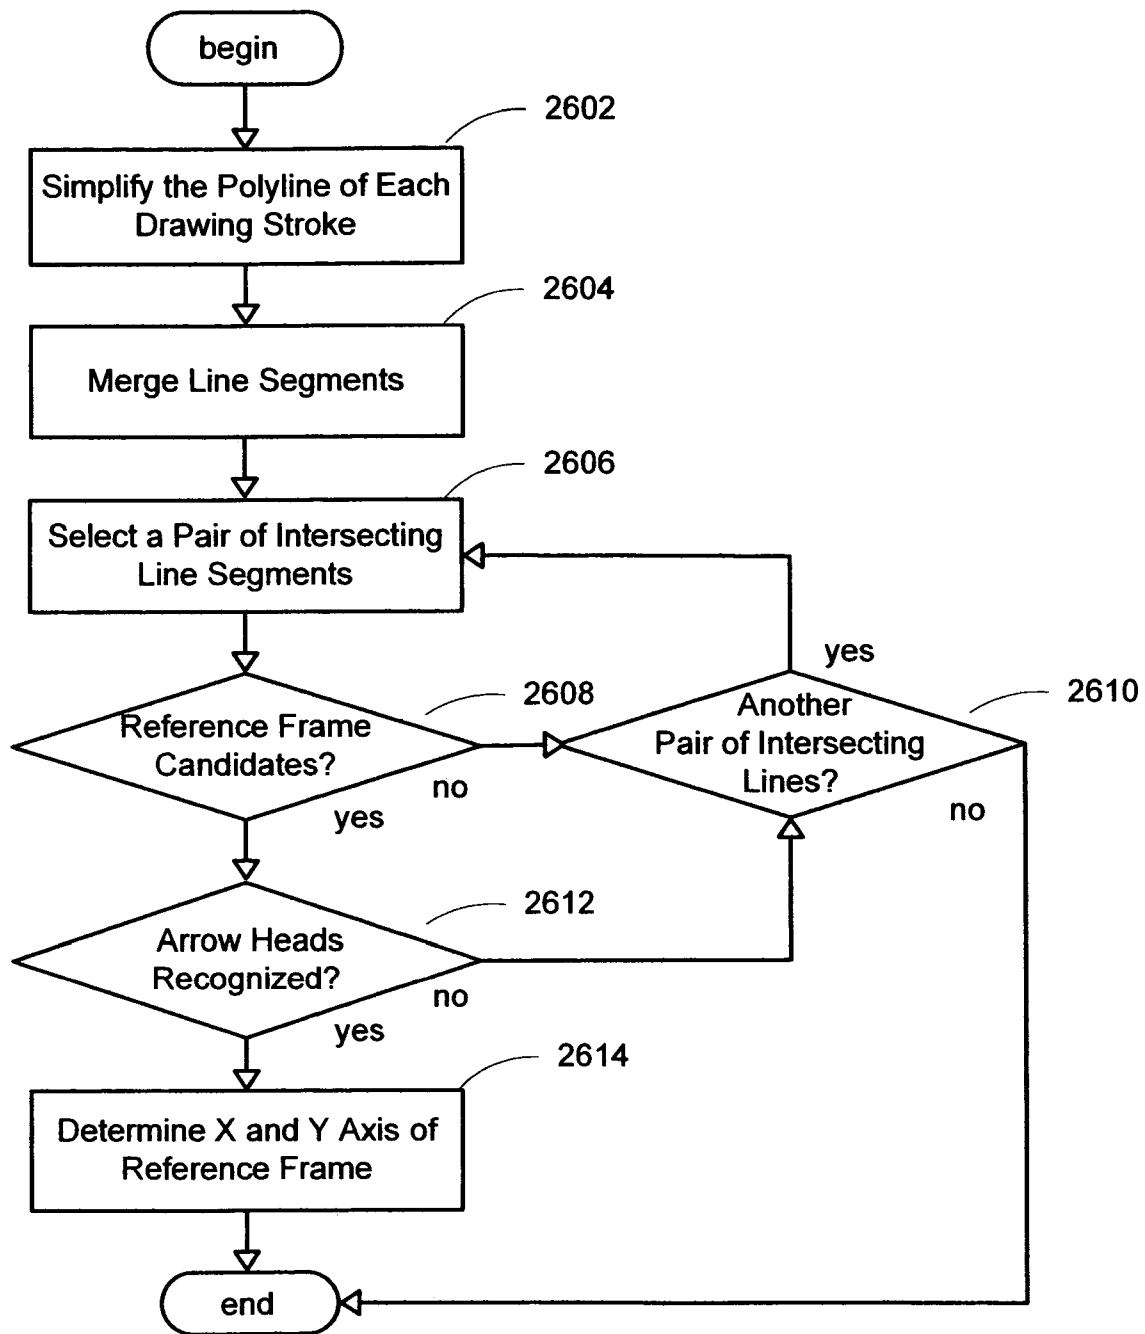 begin
2602
Simplify the Polyline of Each
Drawing Stroke
2604
Merge Line Segments
2606
Select a Pair of Intersecting
Line Segments
yes
2608
2610
Reference Frame
Candidates?
Another
Pair of Intersecting
Lines?
no
no
yes
2612
Arrow Heads
Recognized?
no
yes
2614
Determine X and Y Axis of
Reference Frame
end